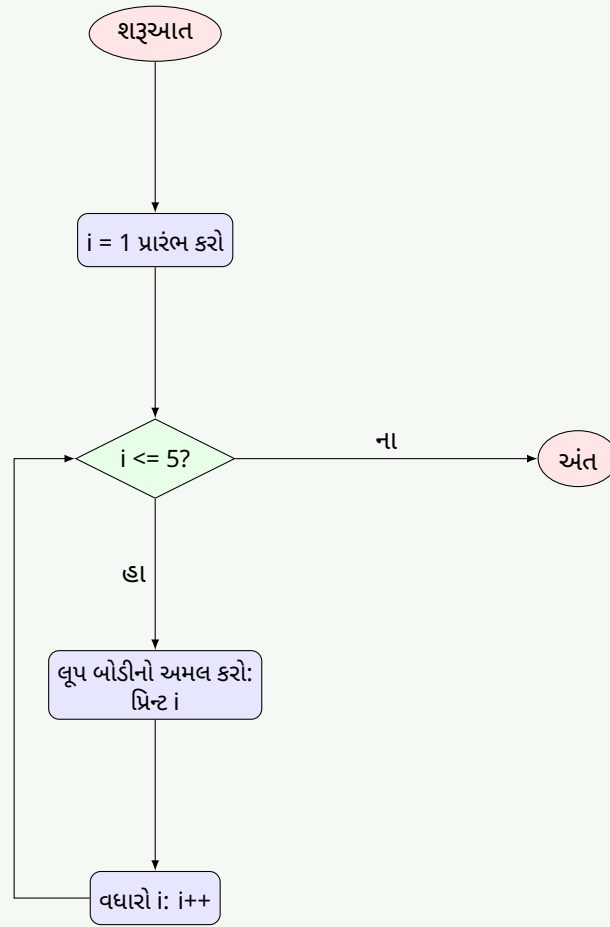 શરૂઆત
i = 1 પ્રારંભ કરો
i <= 5?
ના
અંત
હા
લૂપ બોડીનો અમલ કરો:
પ્રિન્ટ i
વધારો i: i++